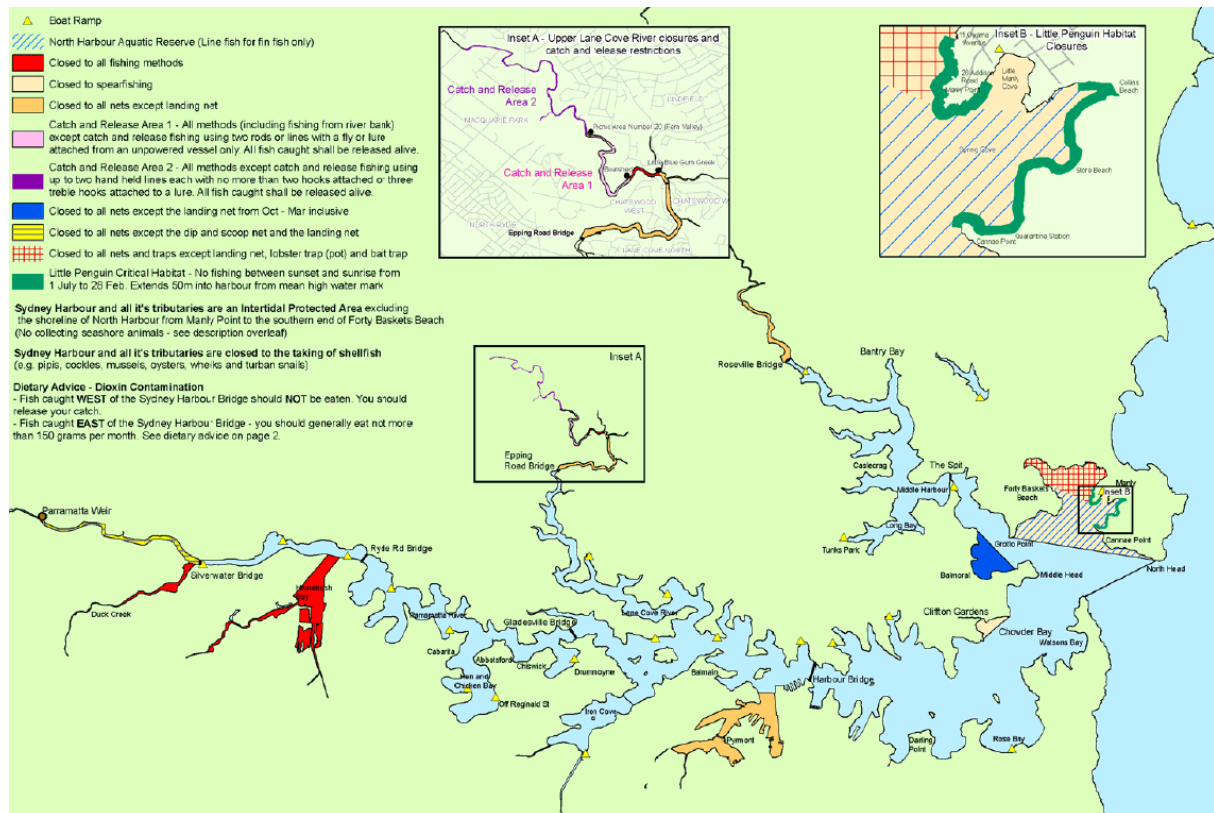 Boat Ramp
North Harbour Aquatic Reserve (Line fish for fin fish only)
Closed to all fishing methods
Closed to spearfishing
Closed to all nets except landing net
Catch and Release Area 1 - All methods (including fishing from river bank)
except catch and release fishing using two rods or lines with a fly or lure
attached from an unpowered vessel only. All fish caught shall be released alive.
Catch and Release Area 2 - All methods except catch and release fishing using
up to two hand held lines each with no more than two hooks attached or three
treble hooks attached to a lure. All fish caught shall be released alive.
Closed to all nets except the landing net from Oct - Mar inclusive
Closed to all nets except the dip and scoop net and the landing net
Closed to all nets and traps except landing net, lobster trap (pot) and bait trap
Little Penguin Critical Habitat - No fishing between sunset and sunrise from
1 July to 28 Feb. Extends 50m into harbour from mean high water mark
Sydney Harbour and all it's tributaries are an Intertidal Protected Area excluding
the shoreline of North Harbour from Manly Point to the southern end of Forty Baskets Beach
(No collecting seashore animals - see description overleaf)
Sydney Harbour and all it's tributaries are closed to the taking of shellfish
(e.g. pipis, cockles, mussels, oysters, whelks and turban snails)
Dietary Advice - Dioxin Contamination
- Fish caught WEST of the Sydney Harbour Bridge should NOT be eaten. You should
release your catch.
- Fish caught EAST of the Sydney Harbour Bridge - you should generally eat not more
than 150 grams per month. See dietary advice on page 2.
Inset A - Upper Lane Cove River closures and
catch and release restrictions
Catch and Release
Area 2
LINDFIELD
MACQUARIE PARK
Picnic Area Number 20 (Fern Valley)
Little Blue Gum Creek
Boatshed
Catch and Release
Area 1
CHATSWOOD
WEST
CHATSWOOD W
NORTH RYDE
Epping Road Bridge
LANE COVE NORTH
Inset B - Little Penguin Habitat
Closures
11 Oyama
Avenue
28 Addison
Road
Manly Point
Little
Manly
Cove
Collins
Beach
Spring Cove
Store Beach
Quarantine Station
Cannae Point
Inset A
Epping
Road Bridge
Roseville Bridge
Bantry Bay
Castlecrag
The Spit
Middle Harbour
Long Bay
Tunks Park
Forty Baskets
Beach
Manly
Inset B
Cannae Point
Grotto Point
Balmoral
Middle Head
North Head
Parramatta Weir
Silverwater Bridge
Ryde Rd Bridge
Duck Creek
Homebush
Bay
Parramatta River
Cabarita
Gladesville Bridge
Lane Cove River
Abbotsford
Chiswick
Drummoyne
Hen and
Chicken Bay
Off Reginald St
Iron Cove
Balmain
Pyrmont
Harbour Bridge
Cliffton Gardens
Chowder Bay
Watsons Bay
Darling
Point
Rose Bay